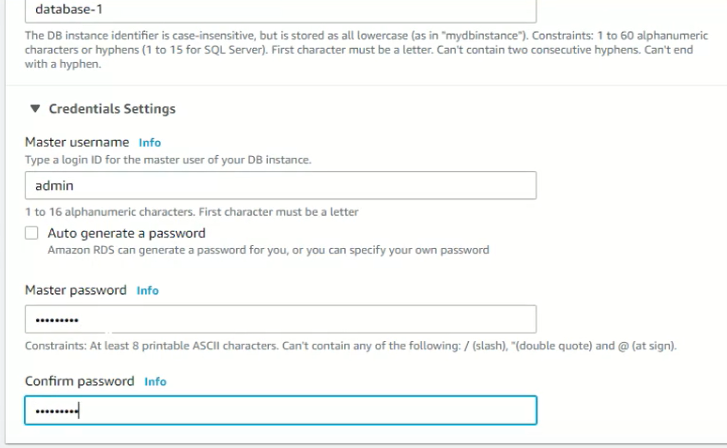 database-1
The DB instance identifier is case-insensitive, but is stored as all lowercase (as in "mydbinstance"). Constraints: 1 to 60 alphanumeric
characters or hyphens (1 to 15 for SQL Server). First character must be a letter. Can't contain two consecutive hyphens. Can't end
with a hyphen.
Credentials Settings
Master username Info
Type a login ID for the master user of your DB instance.
admin
1 to 16 alphanumeric characters. First character must be a letter
Auto generate a password
Amazon RDS can generate a password for you, or you can specify your own password
Master password Info
•••••••••
Constraints: At least 8 printable ASCII characters. Can't contain any of the following: / (slash), "(double quote) and @ (at sign).
Confirm password Info
•••••••••